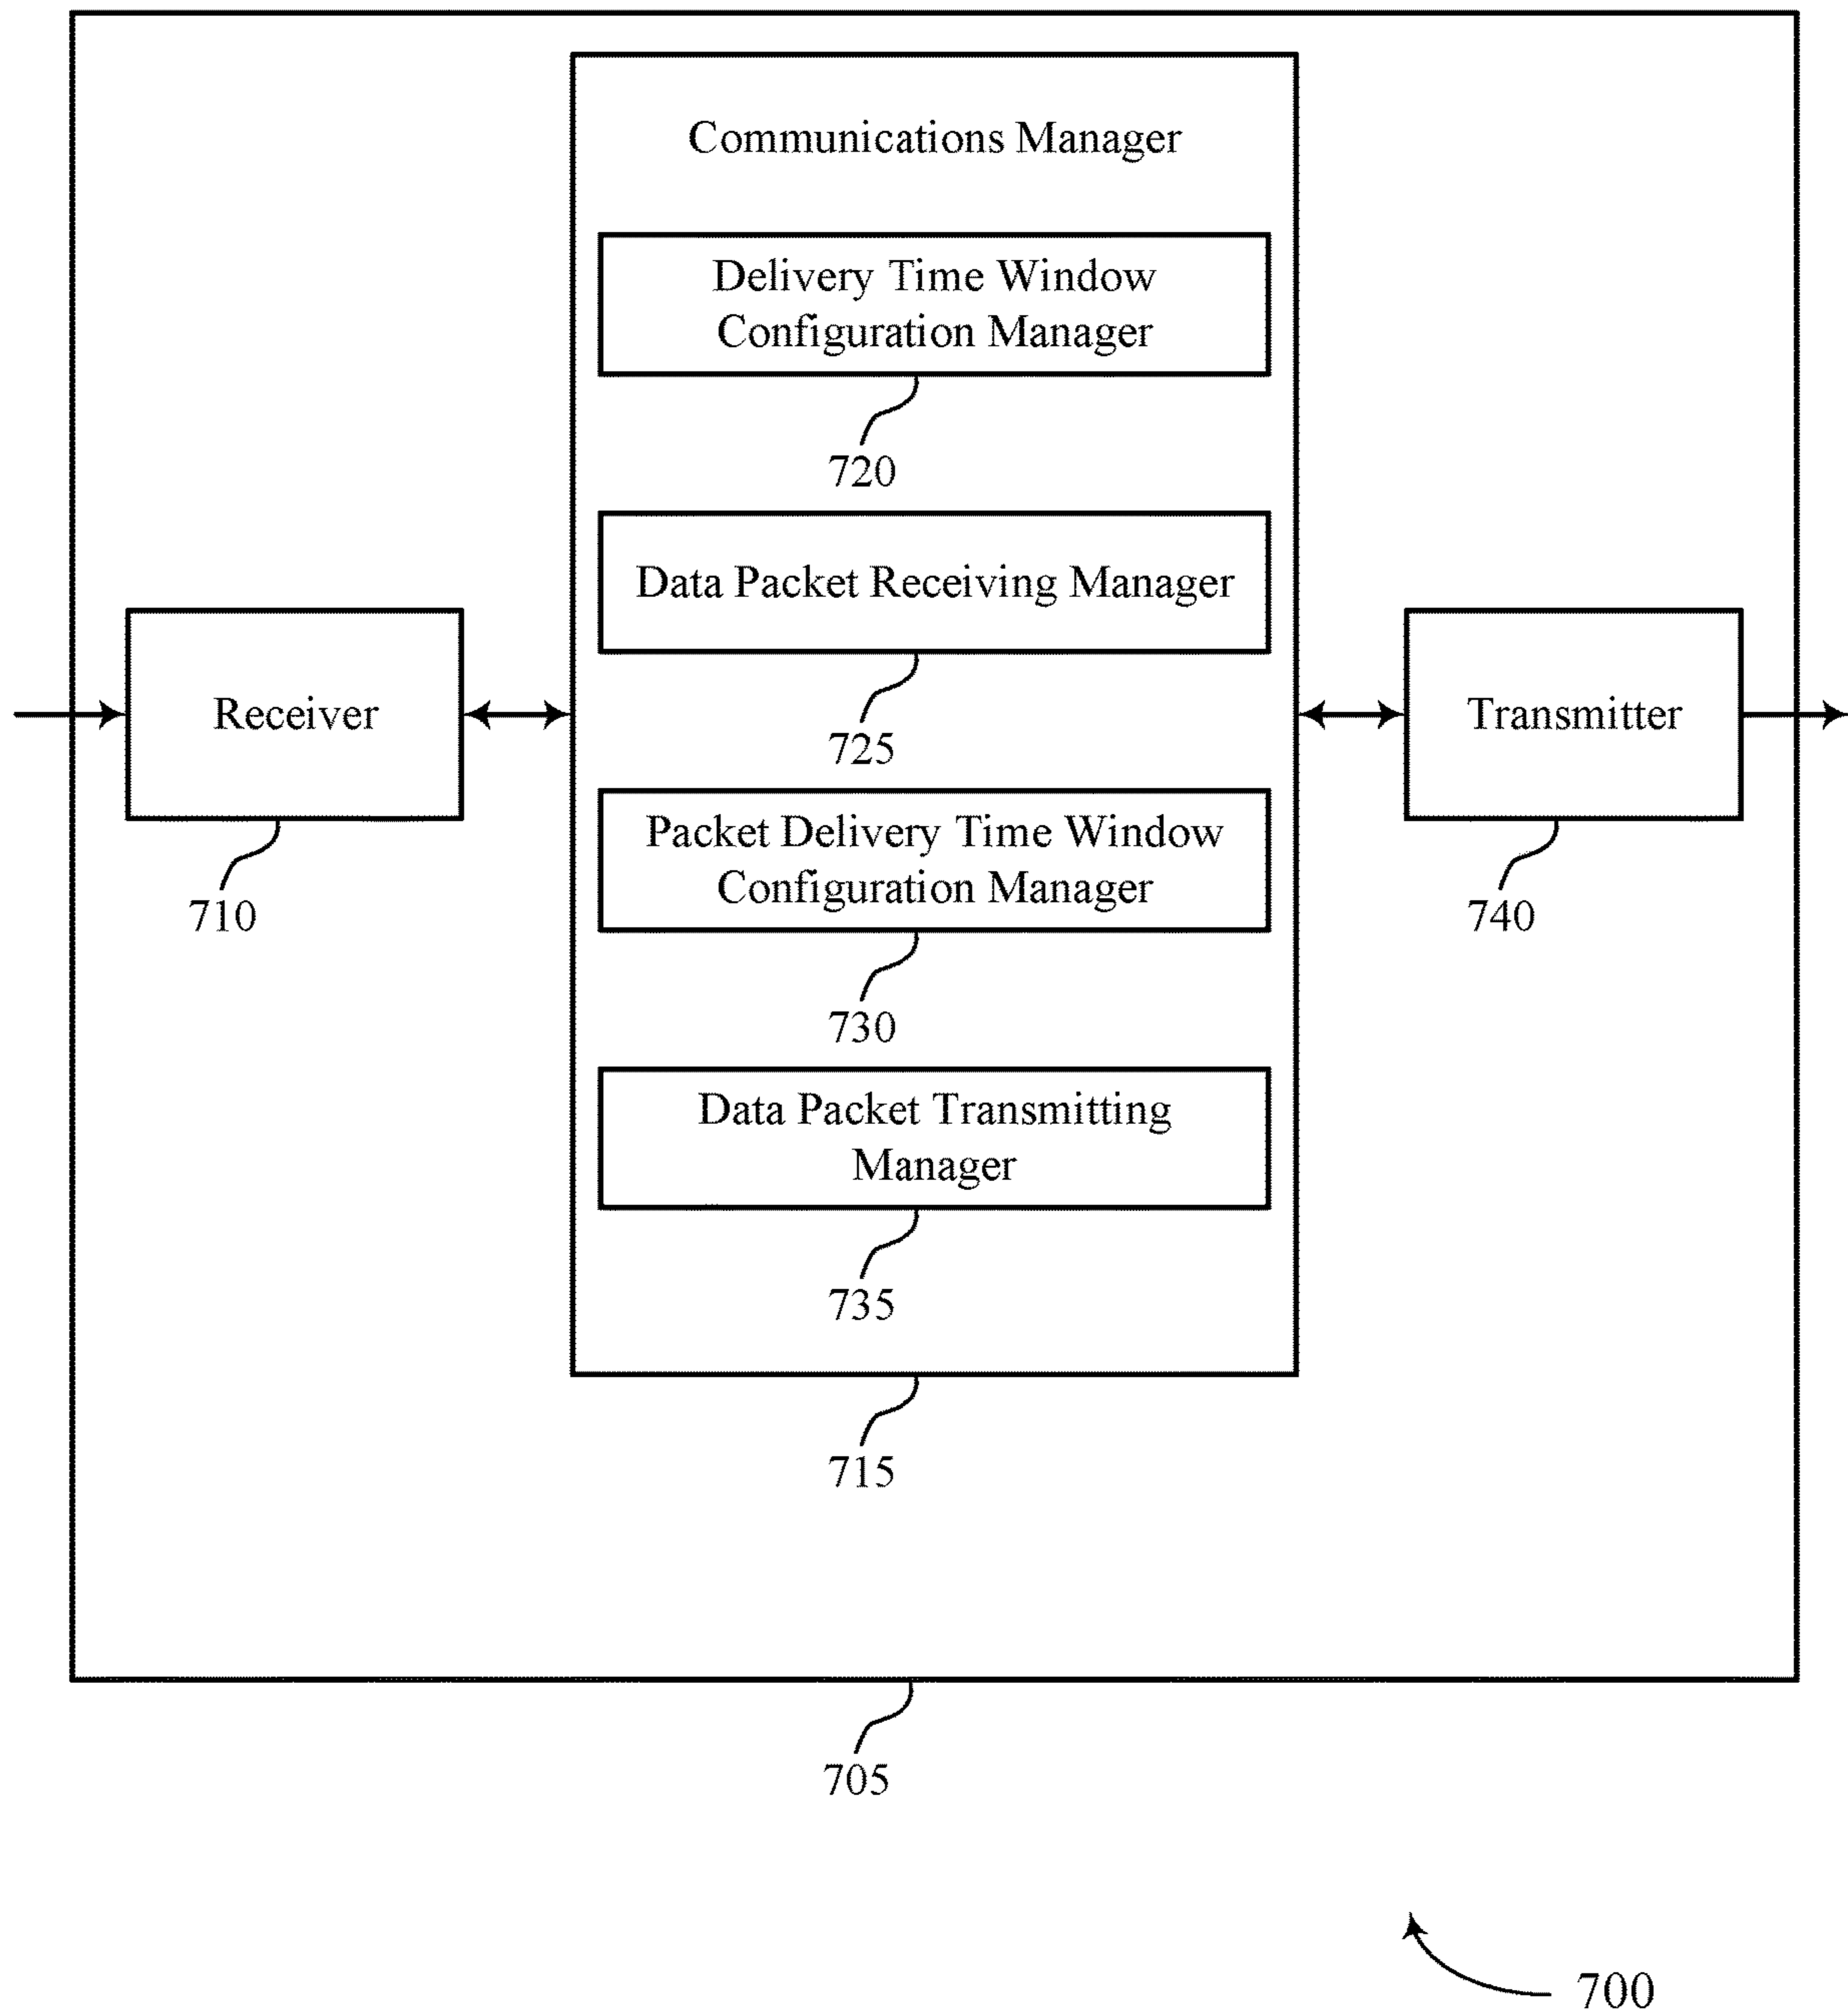 Communications Manager
Delivery Time Window
Configuration Manager
720
Data Packet Receiving Manager
725
Receiver
710
Packet Delivery Time Window
Configuration Manager
730
Data Packet Transmitting
Manager
735
715
Transmitter
740
705
700